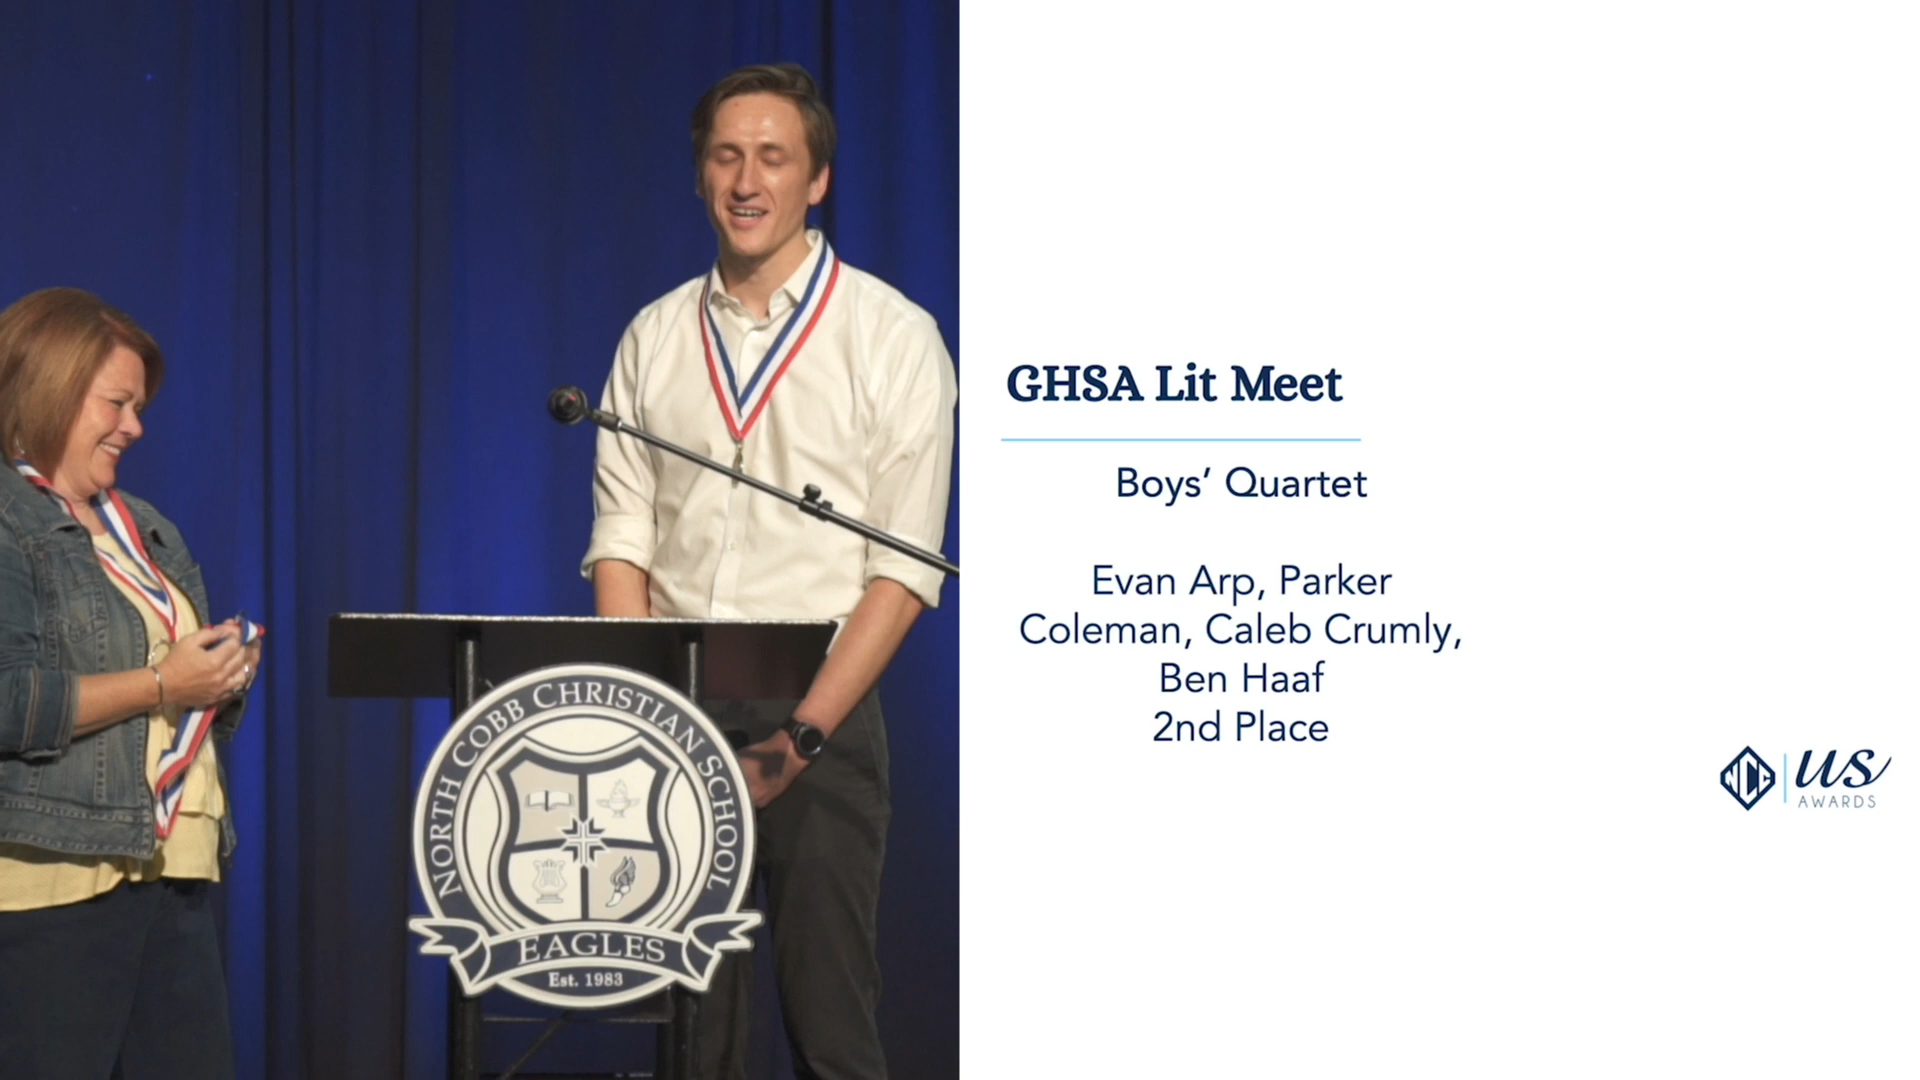 GHSA Lit Meet
Boys’ Quartet
Evan Arp, Parker
Coleman, Caleb Crumly,
Ben Haaf
2nd Place
NCC
us
AWARDS
NORTH COBB CHRISTIAN SCHOOL
EAGLES
Est. 1983